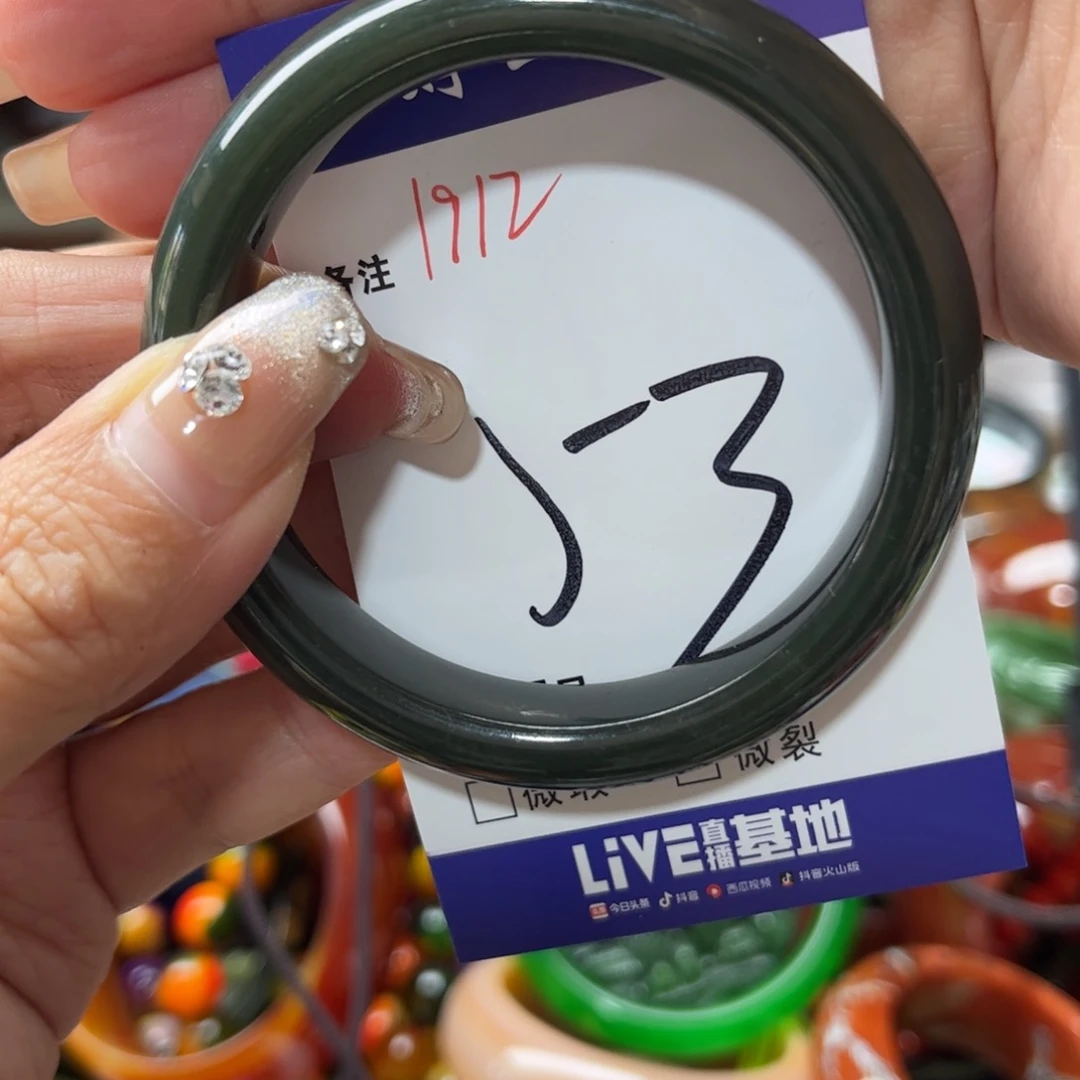 备注 1912
53
微裂
LiVE直播基地
今日头条 抖音 西瓜视频 抖音火山版